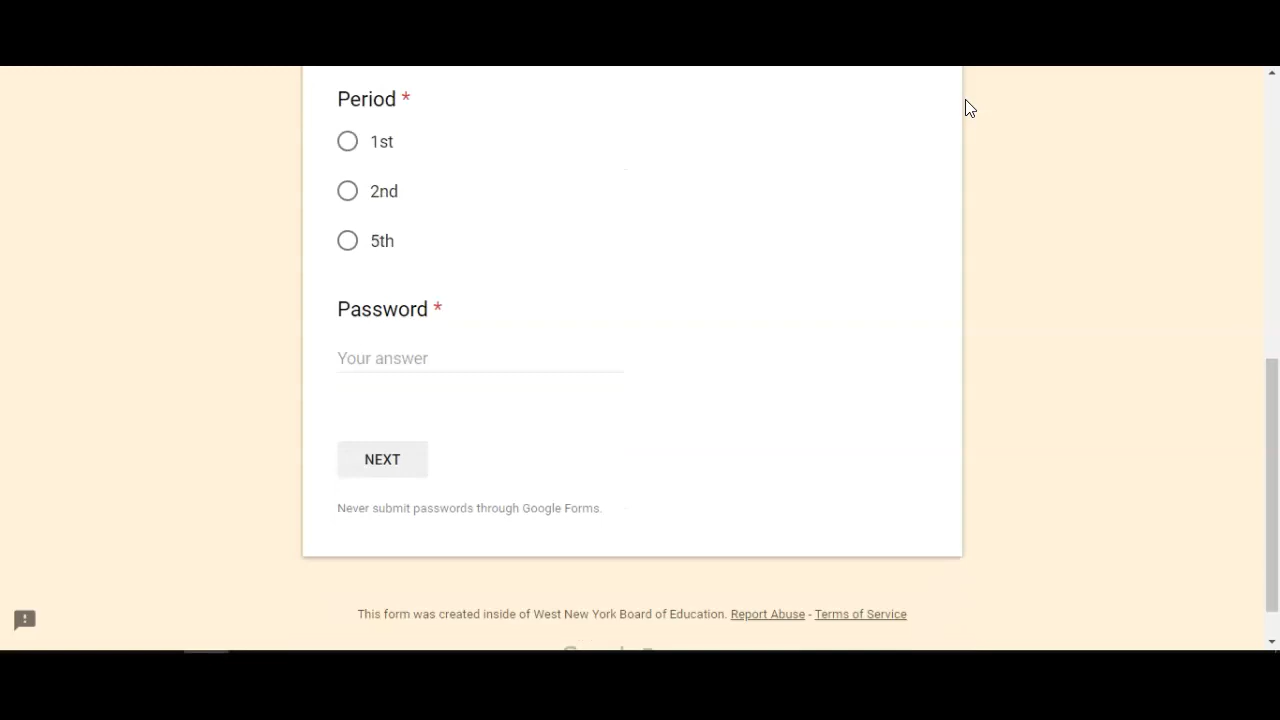 Period *
1st
2nd
5th
Password *
Your answer
NEXT
Never submit passwords through Google Forms.
This form was created inside of West New York Board of Education. Report Abuse - Terms of Service